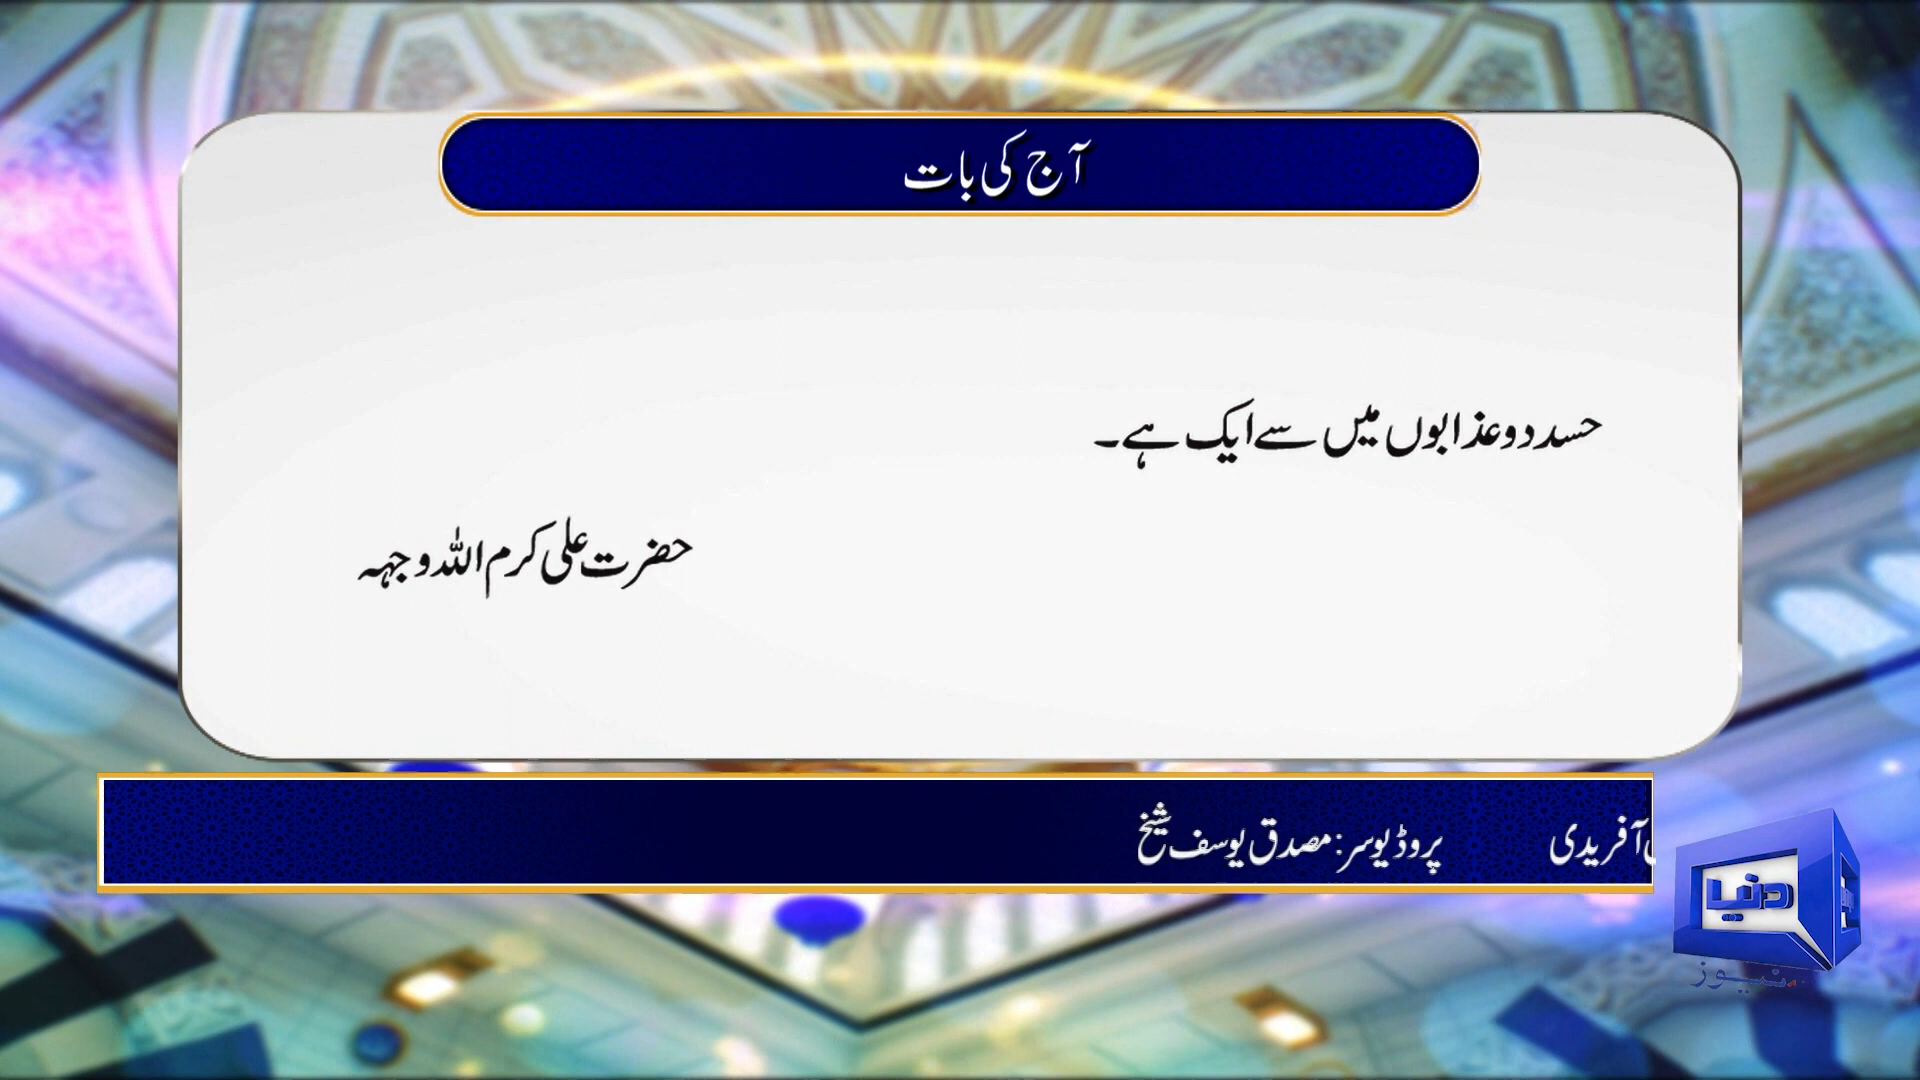 آج کی بات
حسد دو عذابوں میں سے ایک ہے۔
حضرت علی کرم اللہ وجہہ
آفریدی پروڈیوسر: مصدق یوسف شیخ
دنیا
نیوز